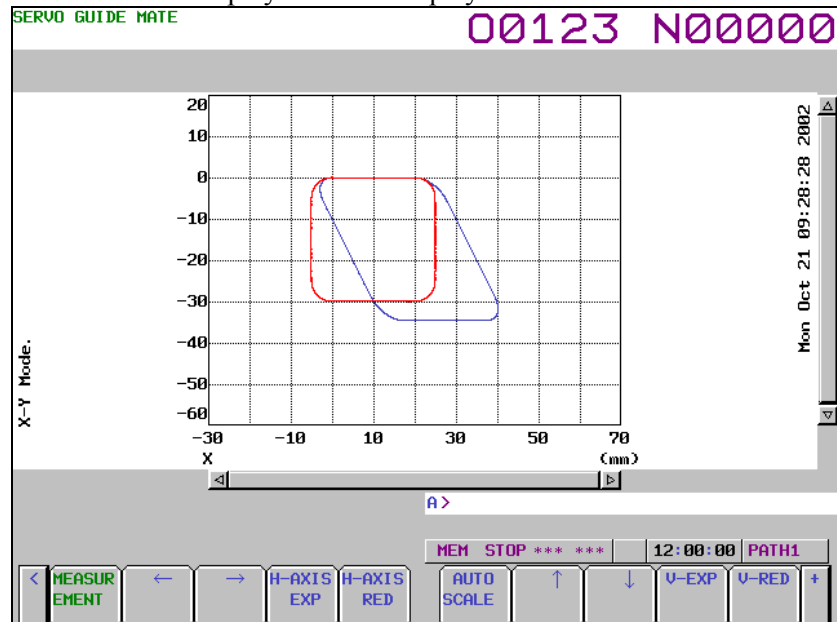 SERVO GUIDE MATE
O0123 N00000
20
10
0
-10
-20
-30
-40
-50
-60
-30 -10 10 30 50 70
X (mm)
X-Y Mode.
Mon Oct 21 09:28:28 2002
A>
MEM STOP *** *** 12:00:00 PATH1
< MEASUR ← → H-AXIS H-AXIS AUTO ↑ ↓ V-EXP V-RED +
EMENT EXP RED SCALE